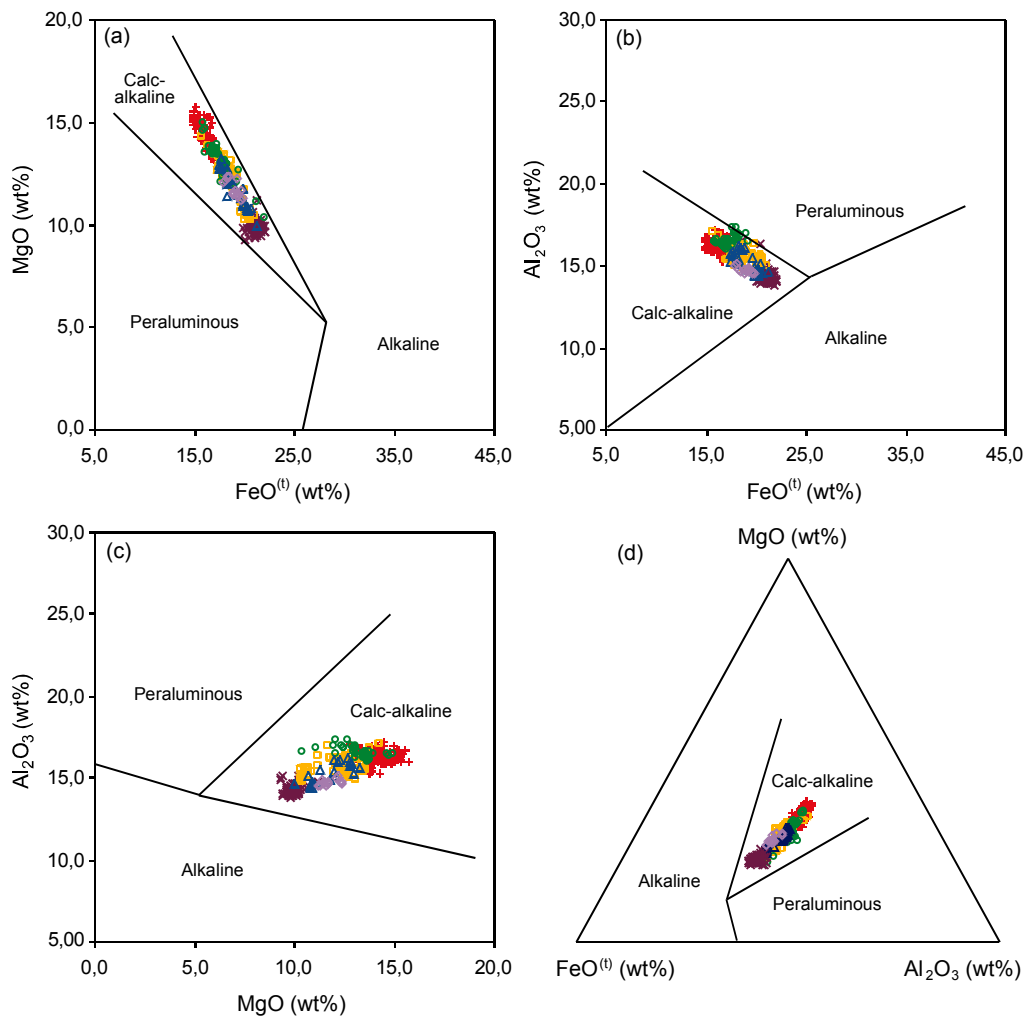 (a)
20,0
15,0
10,0
5,0
0,0
MgO (wt%)
Calc-
alkaline
Peraluminous
Alkaline
5,0 15,0 25,0 35,0 45,0
FeO⁽ᵗ⁾ (wt%)
(b)
30,0
25,0
20,0
15,0
10,0
5,00
Al₂O₃ (wt%)
Peraluminous
Calc-alkaline
Alkaline
5,0 15,0 25,0 35,0 45,0
FeO⁽ᵗ⁾ (wt%)
(c)
30,0
25,0
20,0
15,0
10,0
5,00
Al₂O₃ (wt%)
Peraluminous
Calc-alkaline
Alkaline
0,0 5,0 10,0 15,0 20,0
MgO (wt%)
(d)
MgO (wt%)
Calc-alkaline
Alkaline
Peraluminous
FeO⁽ᵗ⁾ (wt%)
Al₂O₃ (wt%)